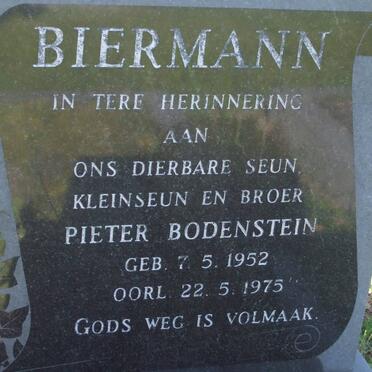 BIERMANN
IN TERE HERINNERING
AAN
ONS DIERBARE SEUN
KLEINSEUN EN BROER
PIETER BODENSTEIN
GEB. 7. 5. 1952
OORL. 22. 5. 1975
GODS WEG IS VOLMAAK.